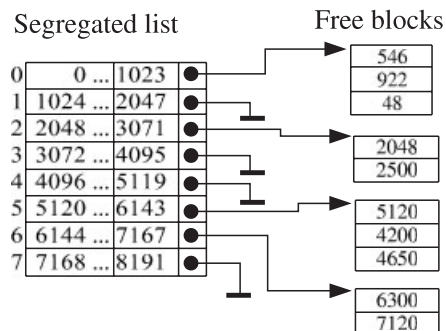 Segregated list
Free blocks
0 0 ... 1023
1 1024 ... 2047
2 2048 ... 3071
3 3072 ... 4095
4 4096 ... 5119
5 5120 ... 6143
6 6144 ... 7167
7 7168 ... 8191
546
922
48
2048
2500
5120
4200
4650
6300
7120